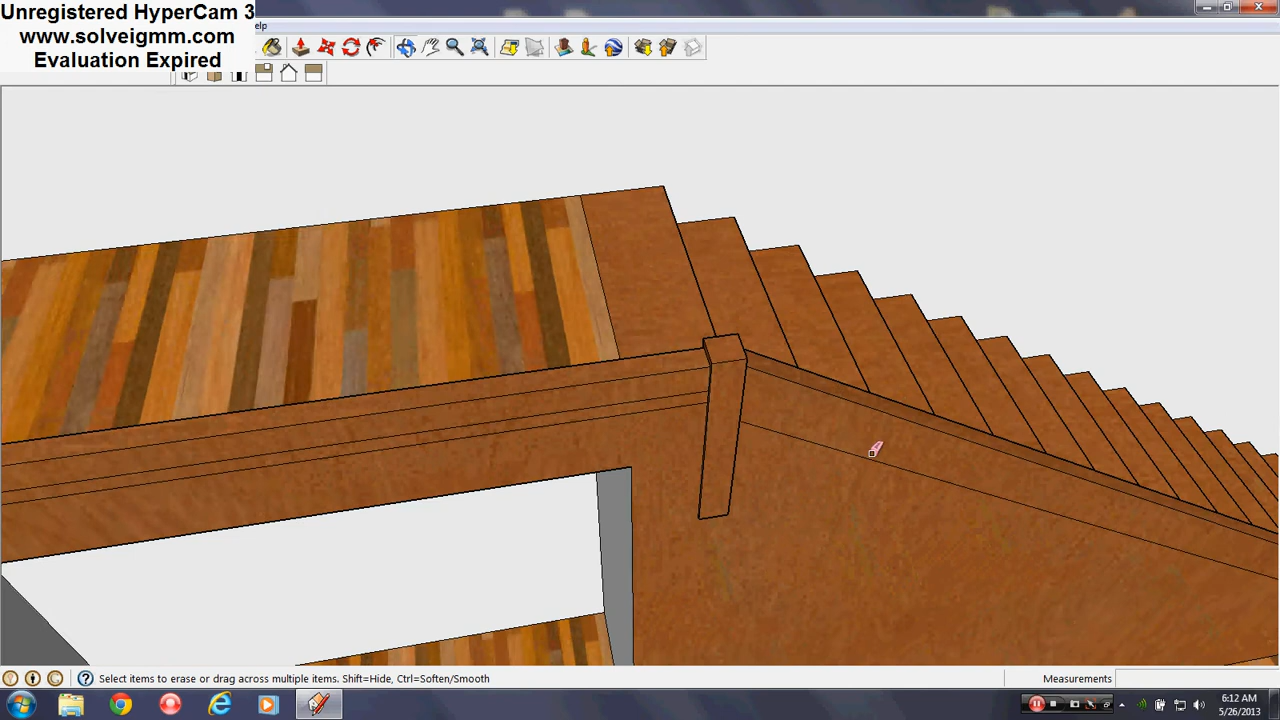 Unregistered HyperCam 3
www.solveigmm.com
Evaluation Expired
elp
Select items to erase or drag across multiple items. Shift=Hide, Ctrl=Soften/Smooth
Measurements
6:12 AM
5/26/2013